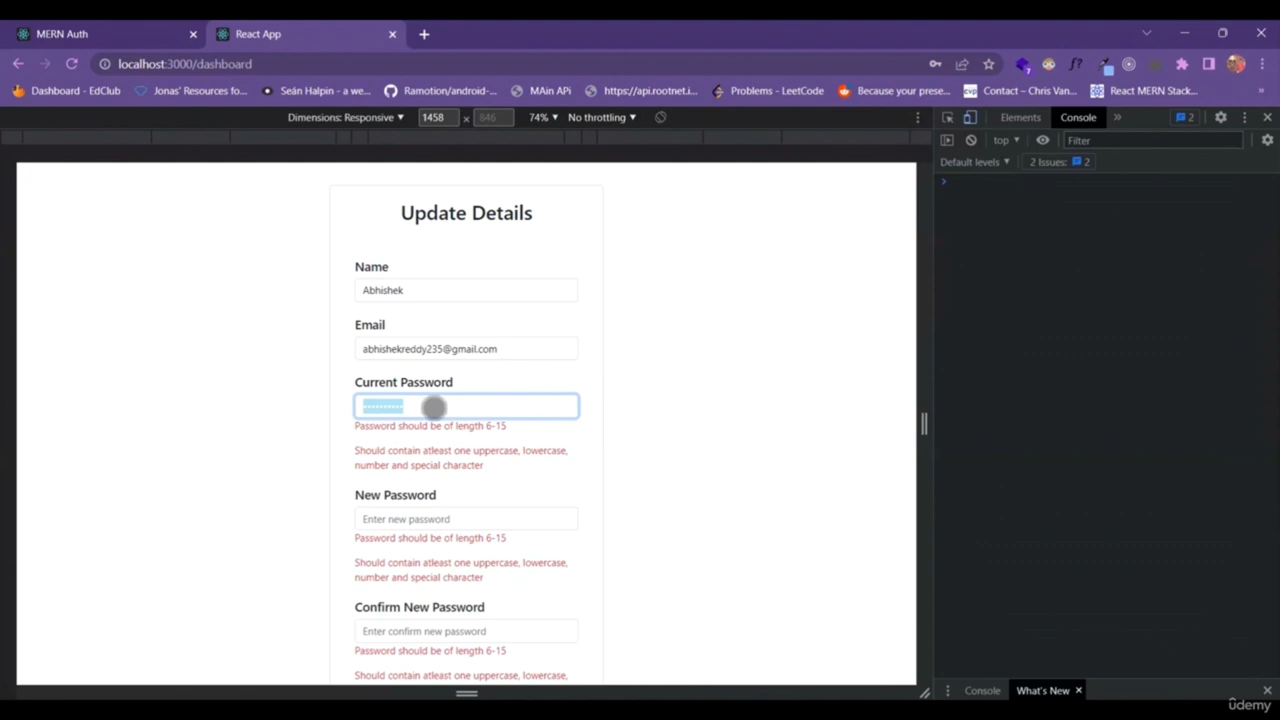 MERN Auth
React App
localhost:3000/dashboard
Dashboard - EdClub
Jonas' Resources fo...
Seán Halpin - a we...
Ramotion/android-...
MAin APi
https://api.rootnet.i...
Problems - LeetCode
Because your prese...
Contact – Chris Van...
React MERN Stack...
Dimensions: Responsive
1458 × 846
74%
No throttling
Elements
Console
2
top
Filter
Default levels
2 Issues: 2
Update Details
Name
Abhishek
Email
abhishekreddy235@gmail.com
Current Password
Password should be of length 6-15
Should contain atleast one uppercase, lowercase,
number and special character
New Password
Enter new password
Password should be of length 6-15
Should contain atleast one uppercase, lowercase,
number and special character
Confirm New Password
Enter confirm new password
Password should be of length 6-15
Should contain atleast one uppercase, lowercase,
Console
What's New
ûdemy